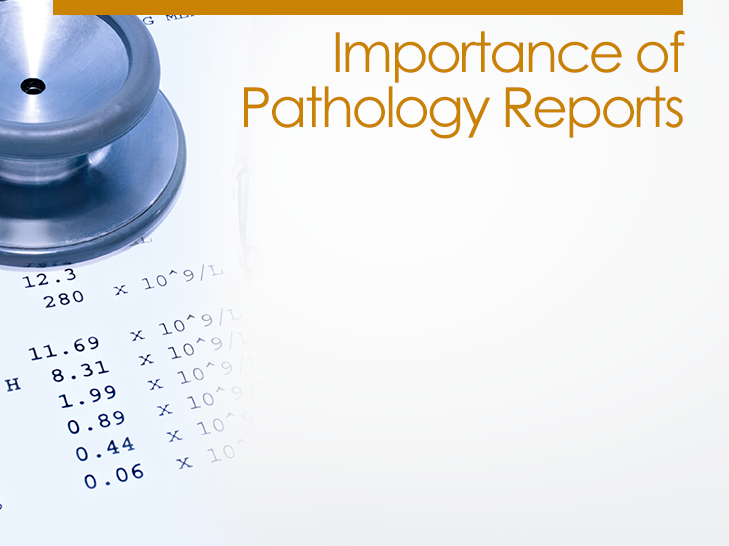 Importance of
Pathology Reports
12.3
280 x 10^9/L
11.69 x 10^9/L
H 8.31 x 10^9/
1.99 x 10^9/
0.89 x 10^9
0.44 x 10^
0.06 x 10^